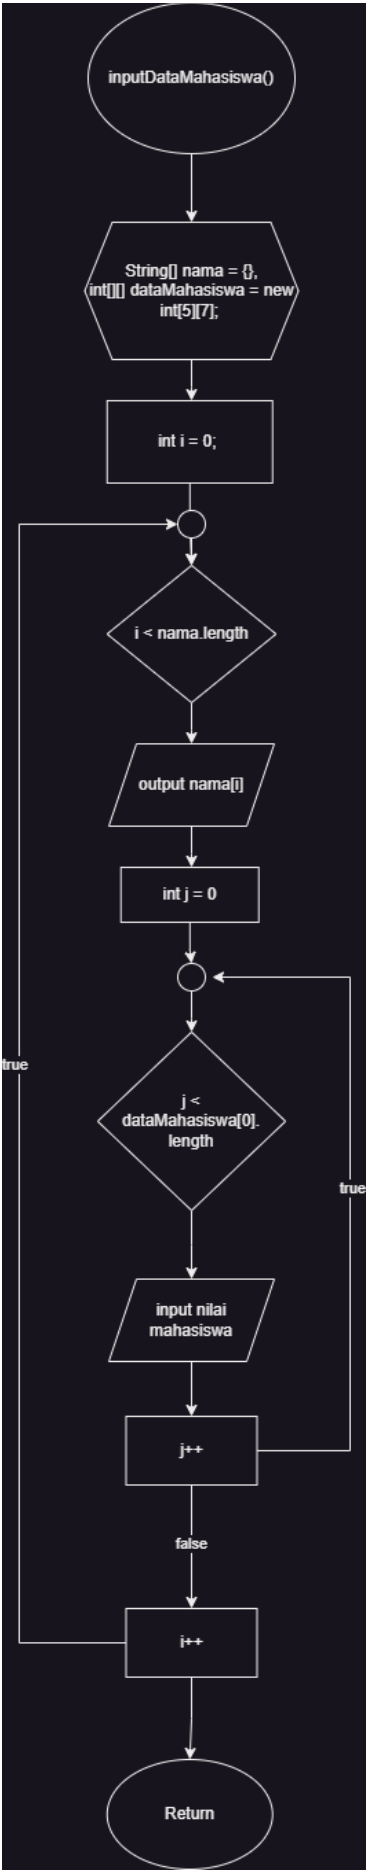 inputDataMahasiswa()
String[] nama = {},
int[][] dataMahasiswa = new
int[5][7];
int i = 0;
i < nama.length
output nama[i]
int j = 0
true
j <
dataMahasiswa[0].
length
true
input nilai
mahasiswa
j++
false
i++
Return